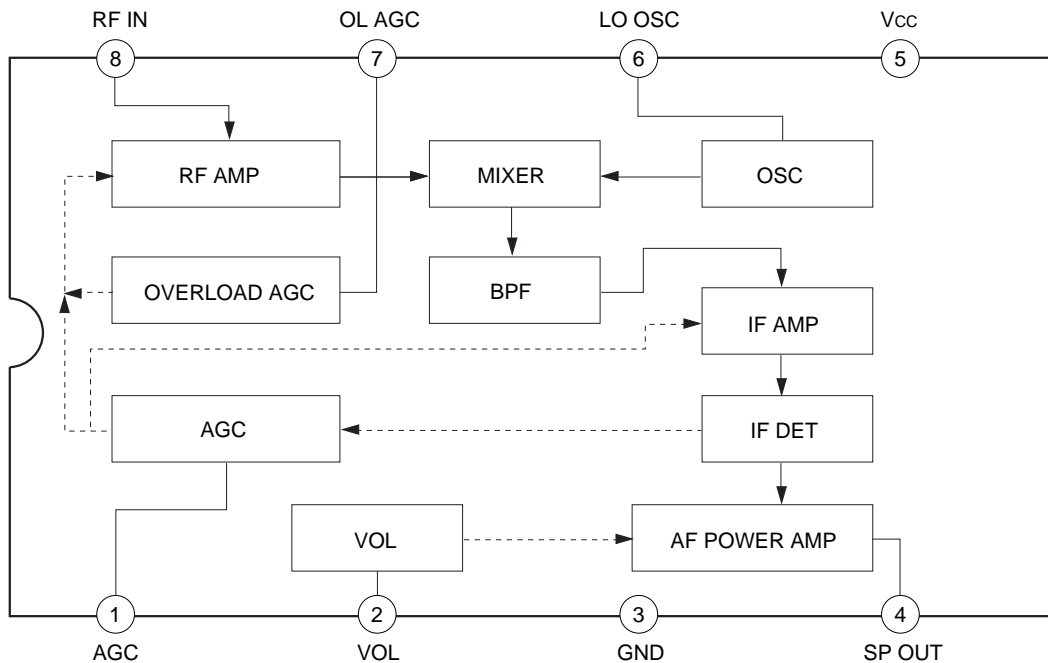 RF IN OL AGC LO OSC Vcc
8 7 6 5
RF AMP MIXER OSC
OVERLOAD AGC BPF
IF AMP
AGC IF DET
VOL AF POWER AMP
1 2 3 4
AGC VOL GND SP OUT